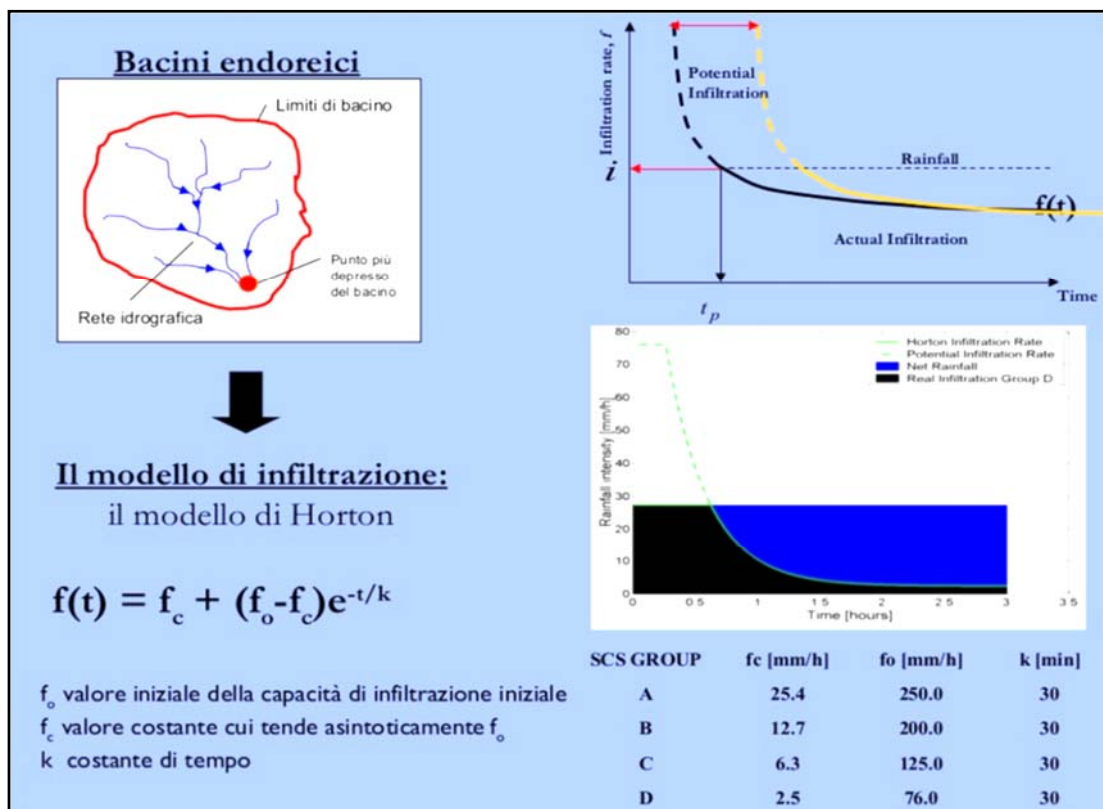 Bacini endoreici
Limiti di bacino
Punto più
depresso
del bacino
Rete idrografica
Il modello di infiltrazione:
il modello di Horton
f(t) = fc + (fo-fc)e-t/k
fo valore iniziale della capacità di infiltrazione iniziale
fc valore costante cui tende asintoticamente fo
k costante di tempo
Infiltration rate, f
Potential
Infiltration
Rainfall
i
f(t)
Actual Infiltration
Time
tp
80
70
60
50
40
30
20
10
0
Rainfall intensity [mm/h]
Horton Infiltration Rate
Potential Infiltration Rate
Net Rainfall
Real Infiltration Group D
0 0.5 1 1.5 2 2.5 3 3.5
Time [hours]
SCS GROUP fc [mm/h] fo [mm/h] k [min]
A 25.4 250.0 30
B 12.7 200.0 30
C 6.3 125.0 30
D 2.5 76.0 30